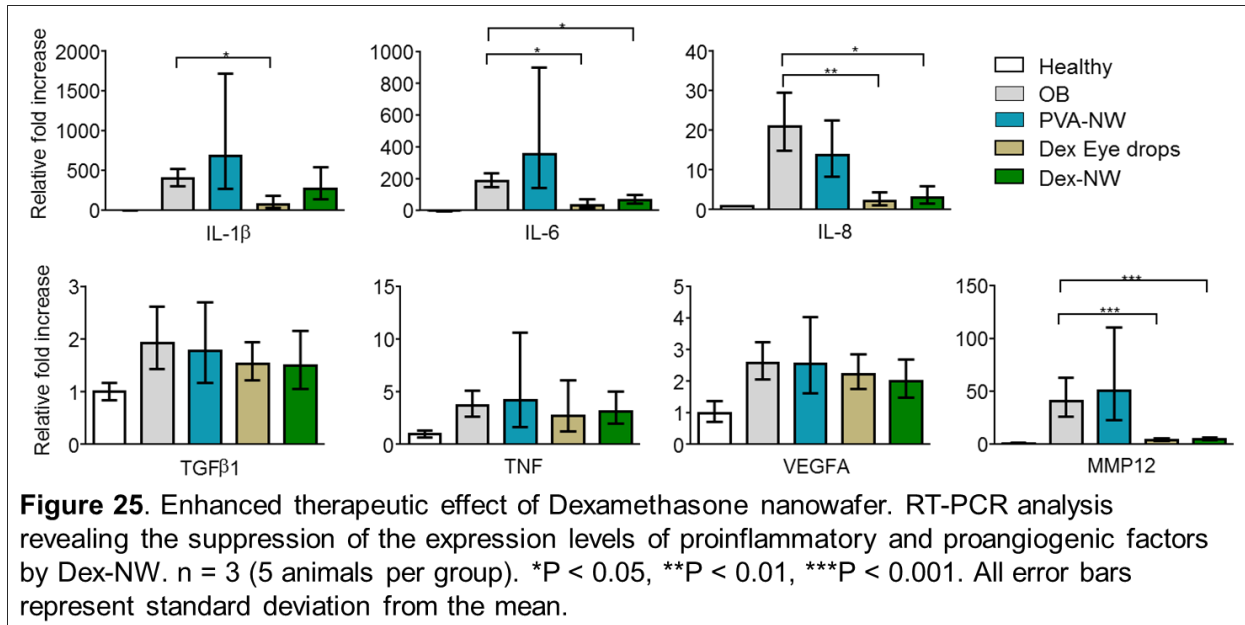 Relative fold increase
2000
1500
1000
500
0
*
IL-1β
1000
800
600
400
200
0
*
*
IL-6
40
30
20
10
0
*
**
IL-8
Healthy
OB
PVA-NW
Dex Eye drops
Dex-NW
Relative fold increase
3
2
1
0
TGFβ1
15
10
5
0
TNF
5
4
3
2
1
0
VEGFA
150
100
50
0
***
***
MMP12
Figure 25. Enhanced therapeutic effect of Dexamethasone nanowafer. RT-PCR analysis
revealing the suppression of the expression levels of proinflammatory and proangiogenic factors
by Dex-NW. n = 3 (5 animals per group). *P < 0.05, **P < 0.01, ***P < 0.001. All error bars
represent standard deviation from the mean.